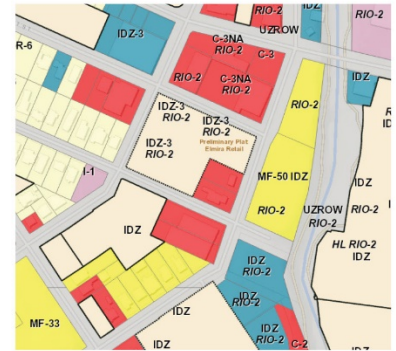 RIO-2
RIO-2
IDZ
UZROW
IDZ-3
C-3NA
RIO-2
C-3
R-6
RIO-2
C-3NA
RIO-2
IDZ
RIO-2
IDZ-3
IDZ-3
RIO-2
IDZ-3
RIO-2
Preliminary Plat
Elmira Retail
I-1
MF-50 IDZ
IDZ
RIO-2
UZROW
RIO-2
RIO-2
IDZ
HL RIO-2
IDZ
IDZ
RIO-2
IDZ
RIO-2
IDZ
RIO-2
IDZ
MF-33
IDZ
C-2